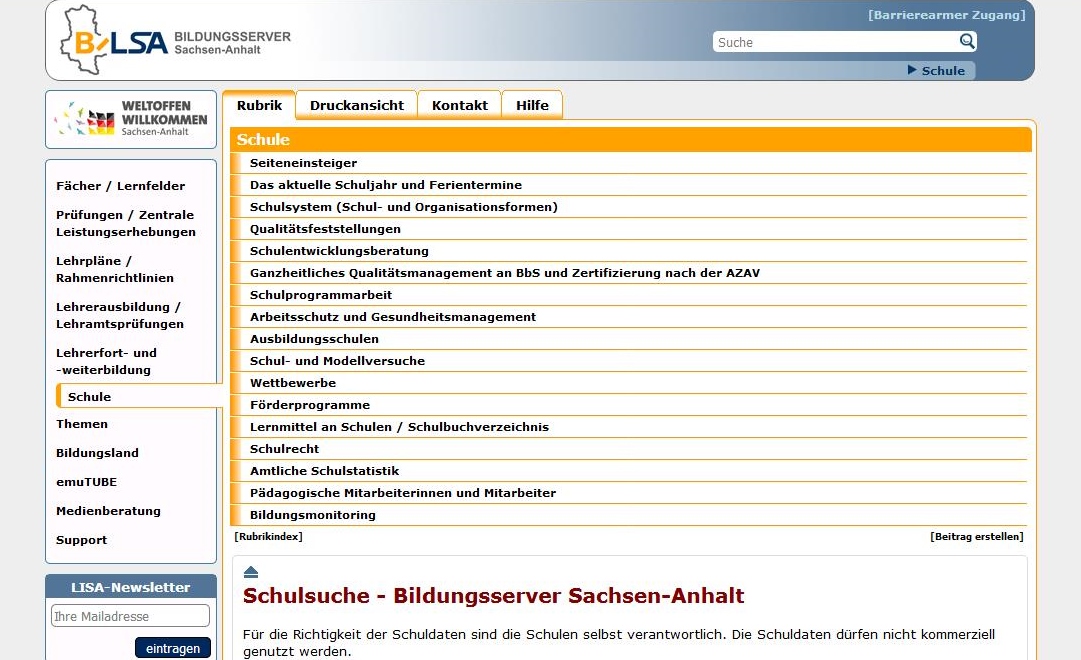 [Barrierearmer Zugang]
B LSA BILDUNGSSERVER
Sachsen-Anhalt
Suche
Schule
WELTOFFEN
WILLKOMMEN
Sachsen-Anhalt
Rubrik Druckansicht Kontakt Hilfe
Fächer / Lernfelder
Prüfungen / Zentrale
Leistungserhebungen
Lehrpläne /
Rahmenrichtlinien
Lehrerausbildung /
Lehramtsprüfungen
Lehrerfort- und
-weiterbildung
Schule
Themen
Bildungsland
emuTUBE
Medienberatung
Support
LISA-Newsletter
Ihre Mailadresse
eintragen
Schule
Seiteneinsteiger
Das aktuelle Schuljahr und Ferientermine
Schulsystem (Schul- und Organisationsformen)
Qualitätsfeststellungen
Schulentwicklungsberatung
Ganzheitliches Qualitätsmanagement an BbS und Zertifizierung nach der AZAV
Schulprogrammarbeit
Arbeitsschutz und Gesundheitsmanagement
Ausbildungsschulen
Schul- und Modellversuche
Wettbewerbe
Förderprogramme
Lernmittel an Schulen / Schulbuchverzeichnis
Schulrecht
Amtliche Schulstatistik
Pädagogische Mitarbeiterinnen und Mitarbeiter
Bildungsmonitoring
[Rubrikindex] [Beitrag erstellen]
Schulsuche - Bildungsserver Sachsen-Anhalt
Für die Richtigkeit der Schuldaten sind die Schulen selbst verantwortlich. Die Schuldaten dürfen nicht kommerziell
genutzt werden.